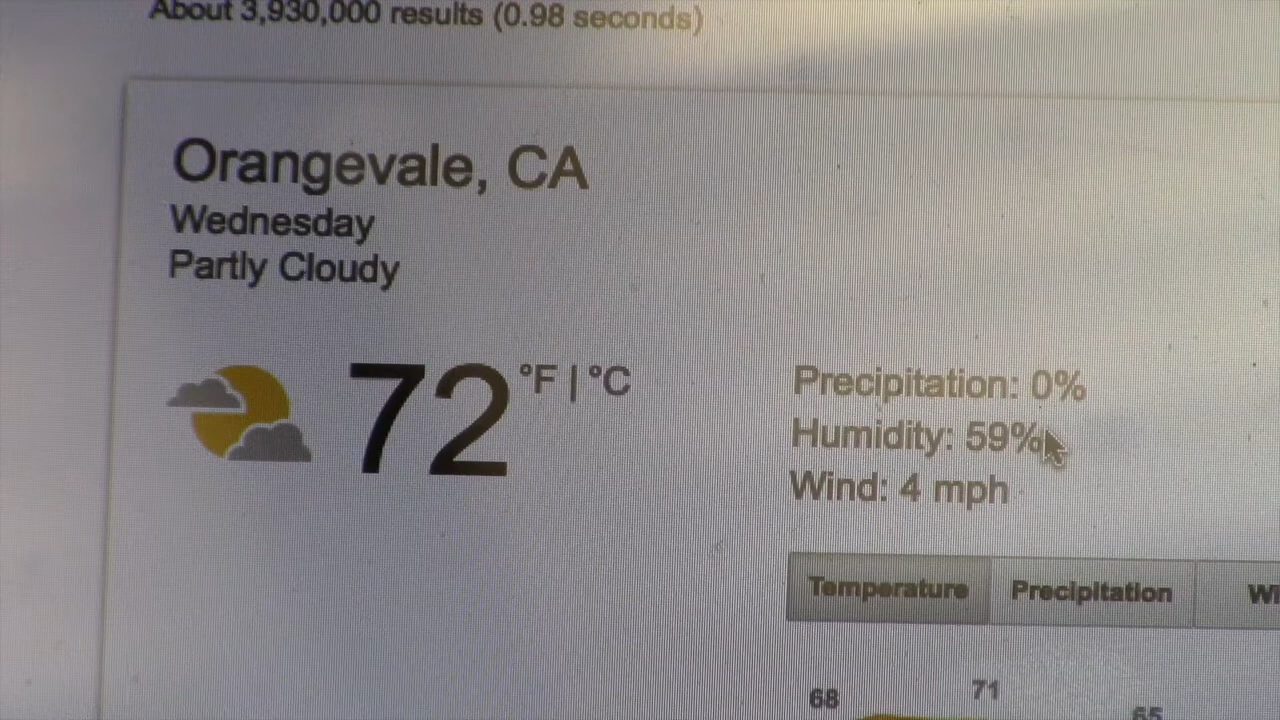 About 3,930,000 results (0.98 seconds)
Orangevale, CA
Wednesday
Partly Cloudy
72 °F | °C
Precipitation: 0%
Humidity: 59%
Wind: 4 mph
Temperature Precipitation
68 71 65